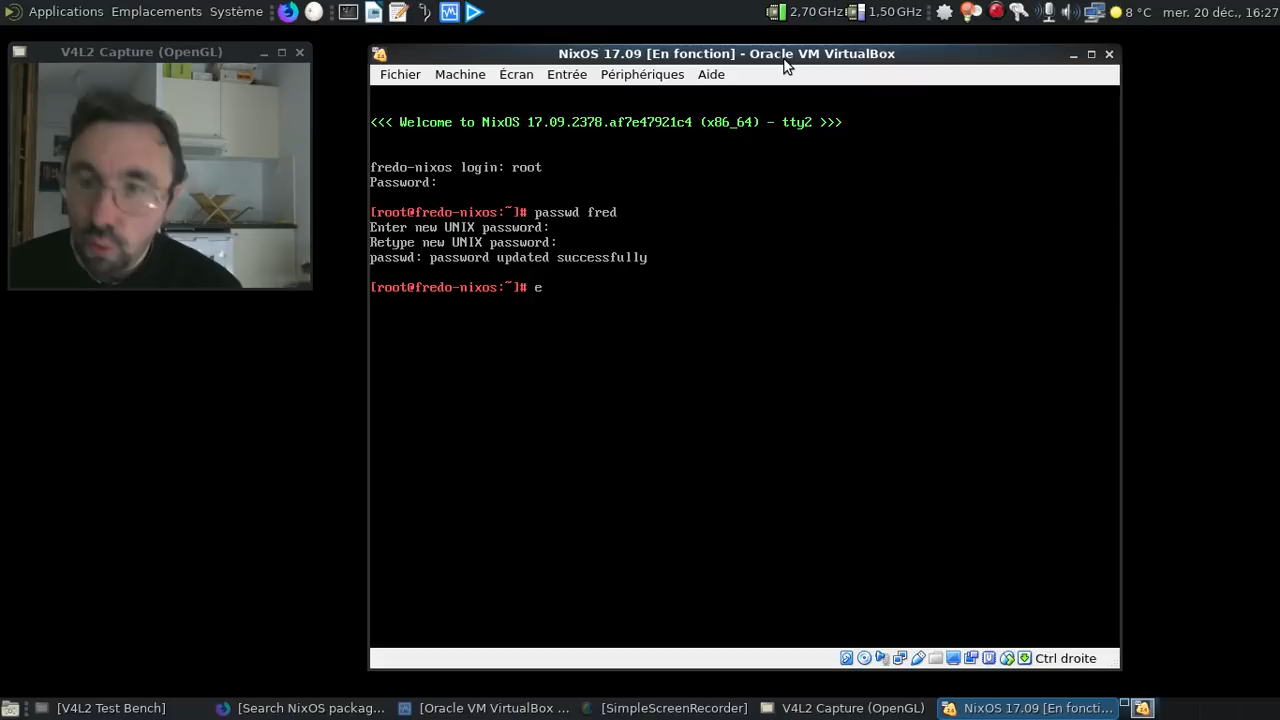 Applications Emplacements Système
2,70 GHz 1,50 GHz 8 °C mer. 20 déc., 16:27
V4L2 Capture (OpenGL)
NixOS 17.09 [En fonction] - Oracle VM VirtualBox
Fichier Machine Écran Entrée Périphériques Aide
<<< Welcome to NixOS 17.09.2378.af7e47921c4 (x86_64) - tty2 >>>
fredo-nixos login: root
Password:
[root@fredo-nixos:~]# passwd fred
Enter new UNIX password:
Retype new UNIX password:
passwd: password updated successfully
[root@fredo-nixos:~]# e
Ctrl droite
[V4L2 Test Bench] [Search NixOS packag... [Oracle VM VirtualBox ... [SimpleScreenRecorder] V4L2 Capture (OpenGL) NixOS 17.09 [En foncti...